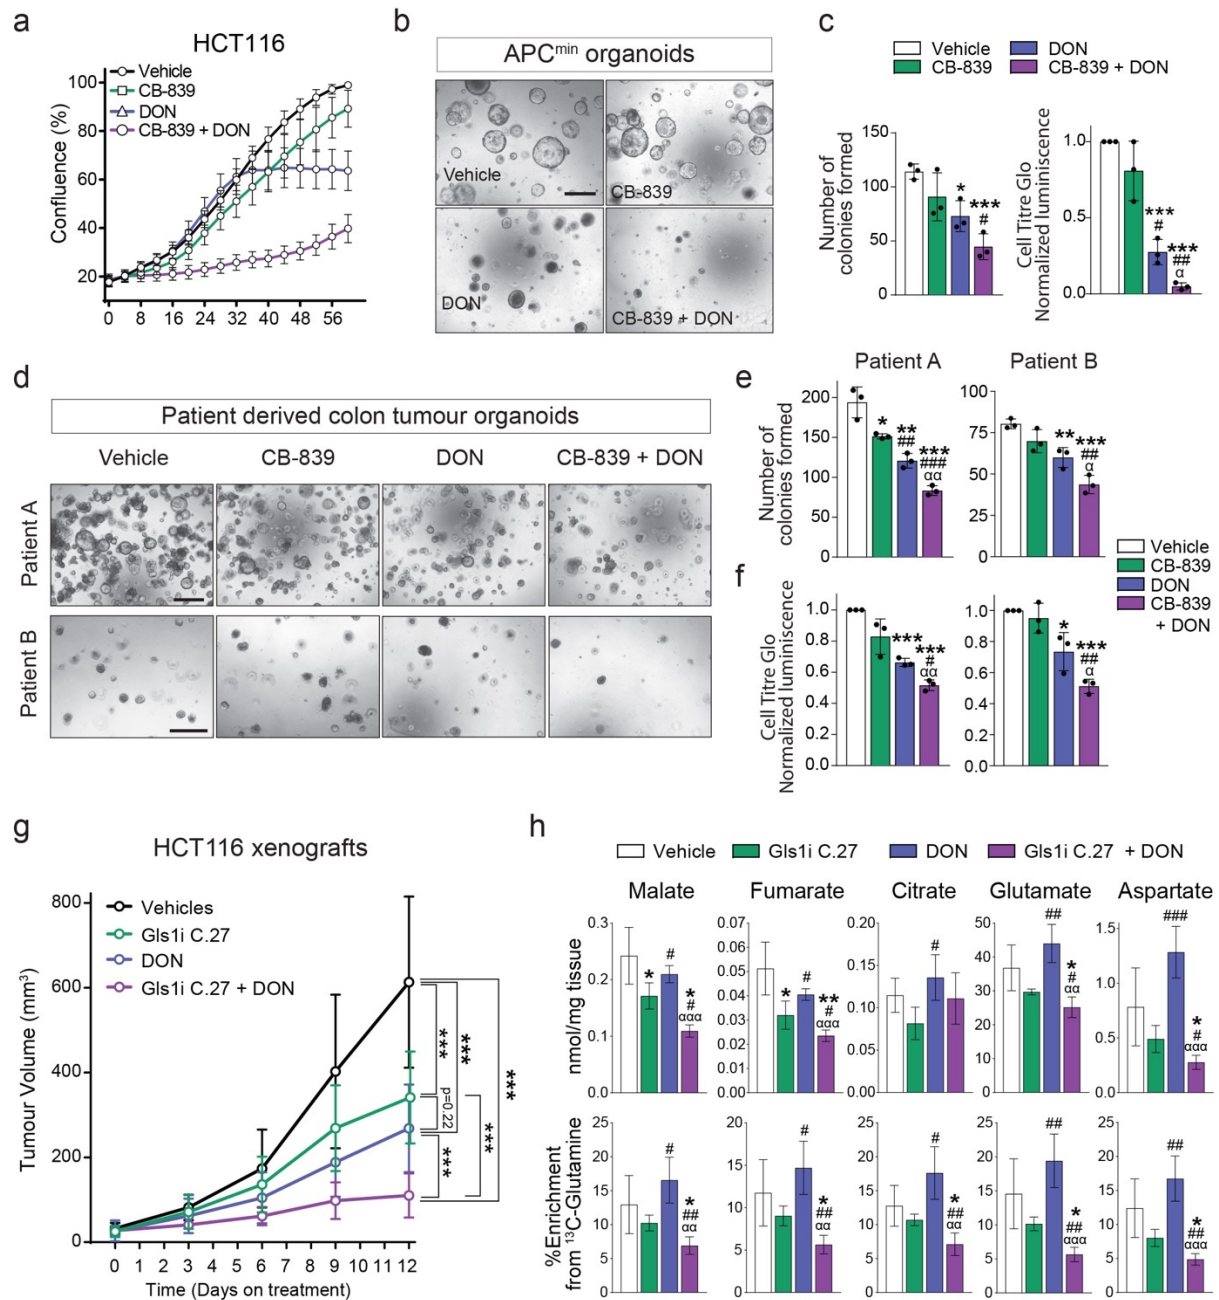 a
HCT116
Vehicle
CB-839
DON
CB-839 + DON
Confluence (%)
100
80
60
40
20
0 8 16 24 32 40 48 56
b
APCmin organoids
Vehicle
CB-839
DON
CB-839 + DON
c
Vehicle
DON
CB-839
CB-839 + DON
Number of
colonies formed
150
100
50
0
*
***
#
Cell Titre Glo
Normalized luminiscence
1.0
0.5
0.0
***
#
***
##
α
d
Patient derived colon tumour organoids
Vehicle CB-839 DON CB-839 + DON
Patient A
Patient B
e
Patient A
Patient B
Number of
colonies formed
200
150
100
50
0
*
**
##
***
###
αα
100
75
50
25
0
**
***
##
α
Vehicle
CB-839
DON
CB-839
+ DON
f
Cell Titre Glo
Normalized luminiscence
1.0
0.8
0.6
0.4
0.2
0.0
***
***
#
αα
1.0
0.8
0.6
0.4
0.2
0.0
*
***
##
α
g
HCT116 xenografts
Vehicles
Gls1i C.27
DON
Gls1i C.27 + DON
Tumour Volume (mm3)
800
600
400
200
0
0 1 2 3 4 5 6 7 8 9 10 11 12
Time (Days on treatment)
***
***
***
p=0.22
***
***
h
Vehicle Gls1i C.27 DON Gls1i C.27 + DON
Malate Fumarate Citrate Glutamate Aspartate
nmol/mg tissue
0.3
0.2
0.1
0.0
*
#
*
#
ααα
0.07
0.06
0.05
0.04
0.03
0.02
0.01
0.00
*
#
**
#
ααα
0.20
0.15
0.10
0.05
0.00
#
50
40
30
20
10
0
##
*
#
αα
1.5
1.0
0.5
0.0
###
*
#
ααα
%Enrichment
from 13C-Glutamine
25
20
15
10
5
0
#
*
##
αα
20
15
10
5
0
#
*
##
αα
25
20
15
10
5
0
#
*
##
αα
25
20
15
10
5
0
##
*
##
ααα
25
20
15
10
5
0
##
*
##
ααα